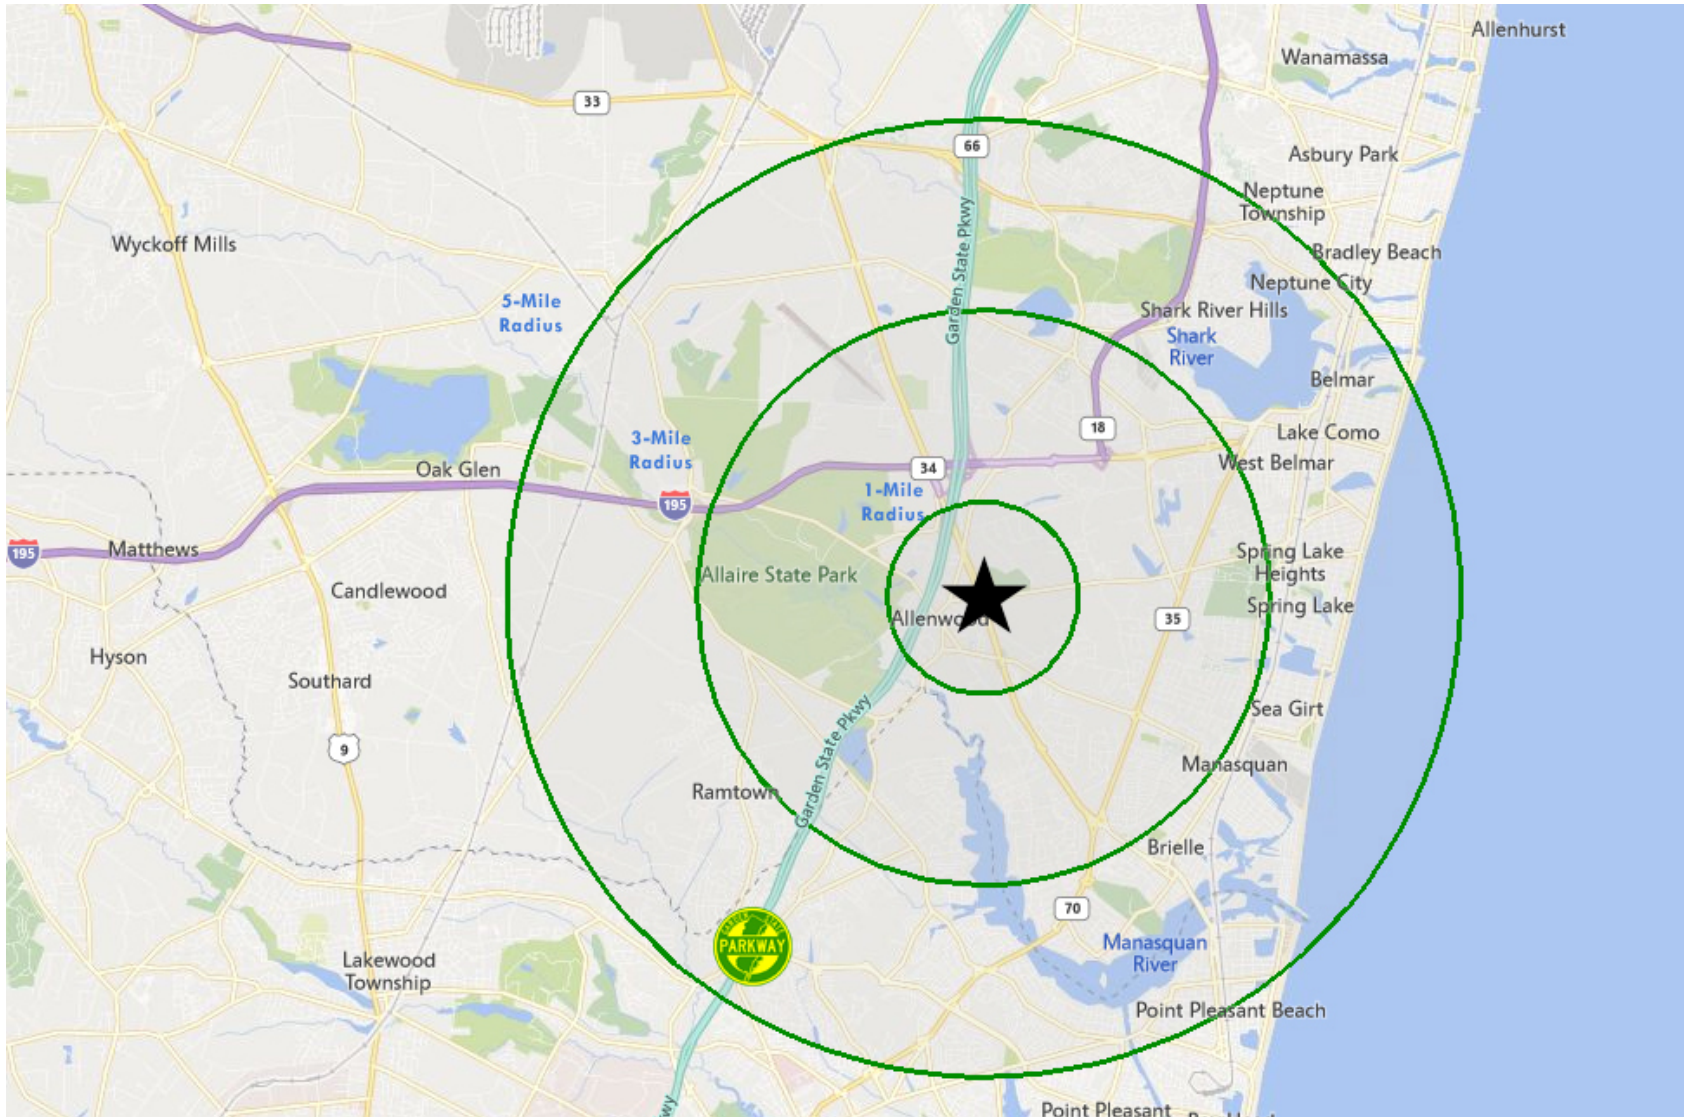 Allenhurst
Wanamassa
33
66
Asbury Park
Neptune
Township
Wyckoff Mills
Bradley Beach
Garden State Pkwy
Neptune City
5-Mile
Radius
Shark River Hills
Shark
River
Belmar
18
Lake Como
3-Mile
Radius
Oak Glen
34
West Belmar
1-Mile
Radius
195
195
Matthews
Spring Lake
Heights
Allaire State Park
Candlewood
Spring Lake
Allenwood
35
Hyson
Southard
Sea Girt
9
Garden State Pkwy
Manasquan
Ramtown
Brielle
70
GARDEN STATE
PARKWAY
Manasquan
River
Lakewood
Township
Point Pleasant Beach
Point Pleasant